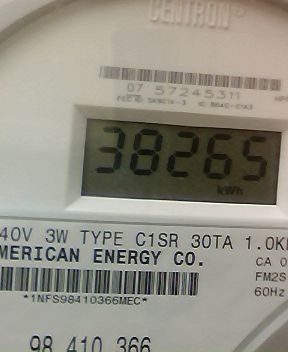 CENTRON®
07 57245311
38265
kWh
40V 3W TYPE C1SR 30TA 1.0K
MERICAN ENERGY CO.
CA 0
FM2S
60Hz
*1NFS98410366MEC*
98 410 366